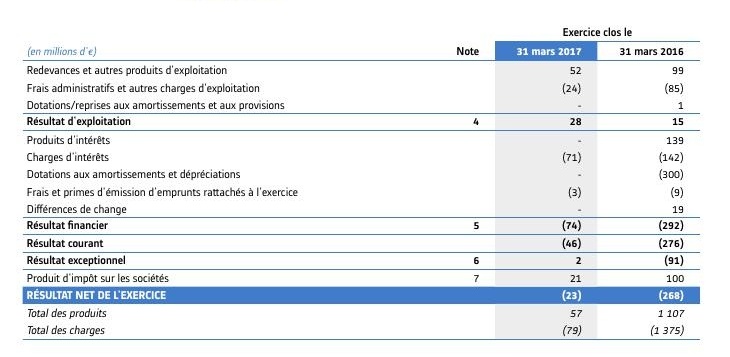 Exercice clos le
(en millions d'€) Note 31 mars 2017 31 mars 2016
Redevances et autres produits d'exploitation 52 99
Frais administratifs et autres charges d'exploitation (24) (85)
Dotations/reprises aux amortissements et aux provisions - 1
Résultat d'exploitation 4 28 15
Produits d'intérêts - 139
Charges d'intérêts (71) (142)
Dotations aux amortissements et dépréciations - (300)
Frais et primes d'émission d'emprunts rattachés à l'exercice (3) (9)
Différences de change - 19
Résultat financier 5 (74) (292)
Résultat courant (46) (276)
Résultat exceptionnel 6 2 (91)
Produit d'impôt sur les sociétés 7 21 100
RÉSULTAT NET DE L'EXERCICE (23) (268)
Total des produits 57 1 107
Total des charges (79) (1 375)